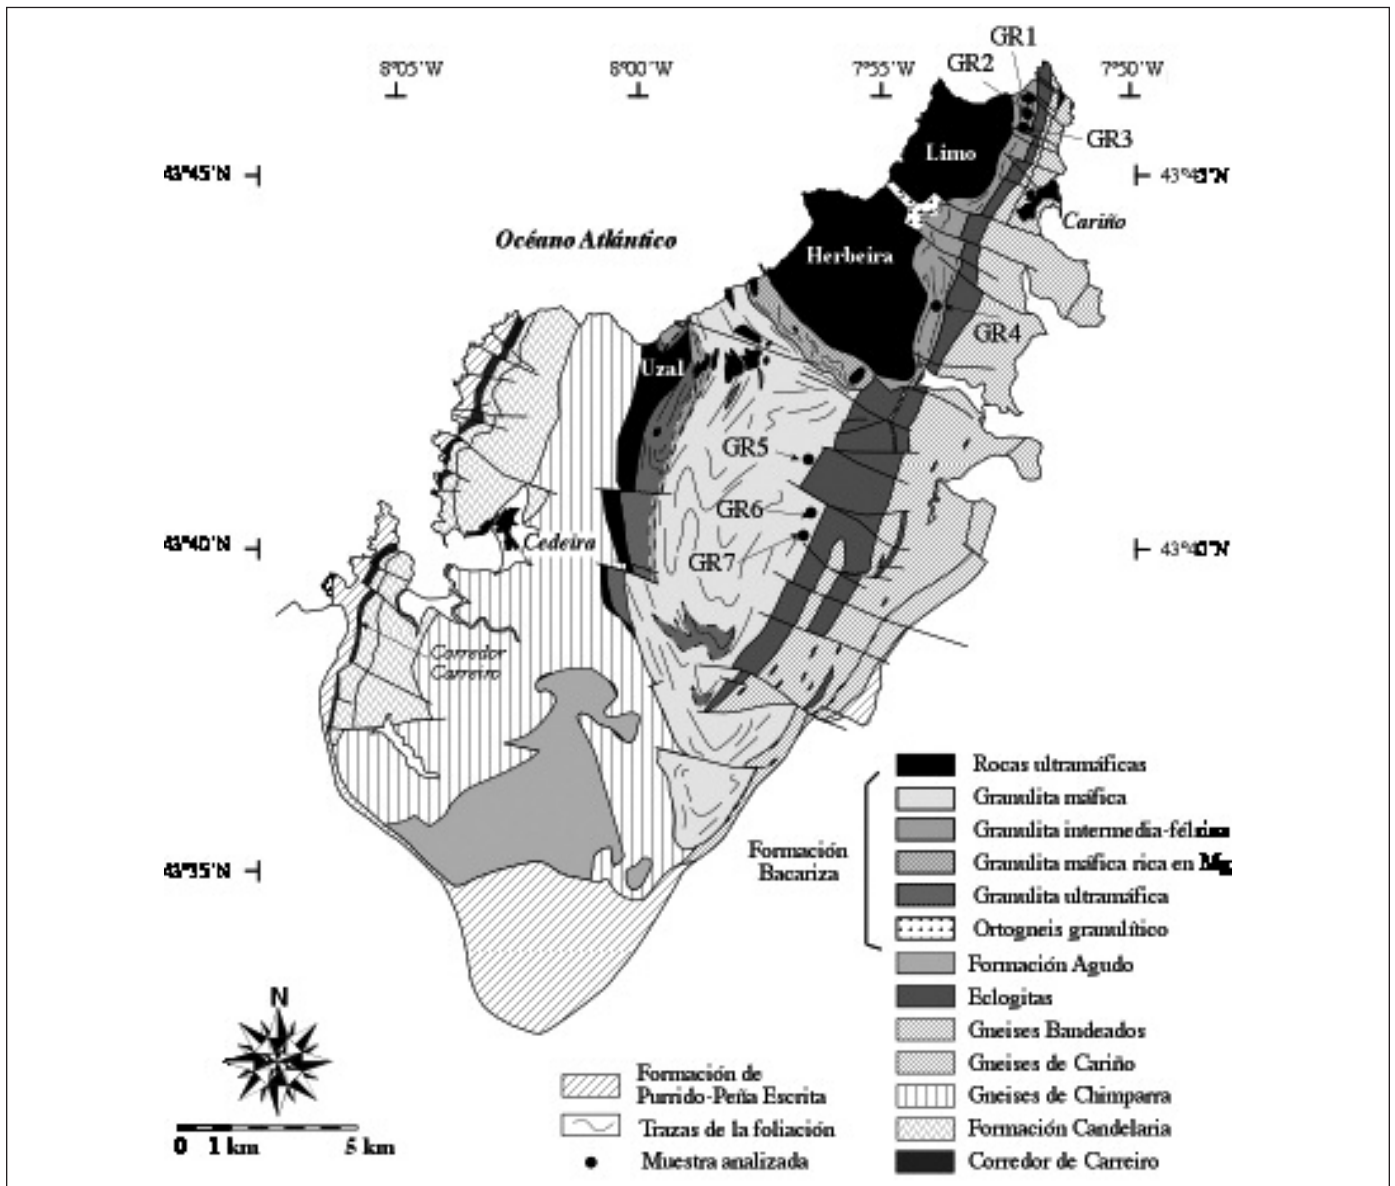 GR1
GR2
8°05'W
8°00'W
7°55'W
7°50'W
GR3
Limo
43°45'N
Cariño
Océano Atlántico
Herbeira
GR4
Uzal
GR5
GR6
43°40'N
Cedeira
GR7
Corredor
Carreiro
Rocas ultramáficas
Granulita máfica
Granulita intermedia-félsica
Formación
Bacariza
43°35'N
Granulita máfica rica en Mg
Granulita ultramáfica
Ortogneis granulítico
Formación Agudo
N
Eclogitas
Gneises Bandeados
Gneises de Cariño
Formación de
Purrido-Peña Escrita
Gneises de Chimparra
Trazas de la foliación
Formación Candelaria
0 1 km 5 km
Muestra analizada
Corredor de Carreiro